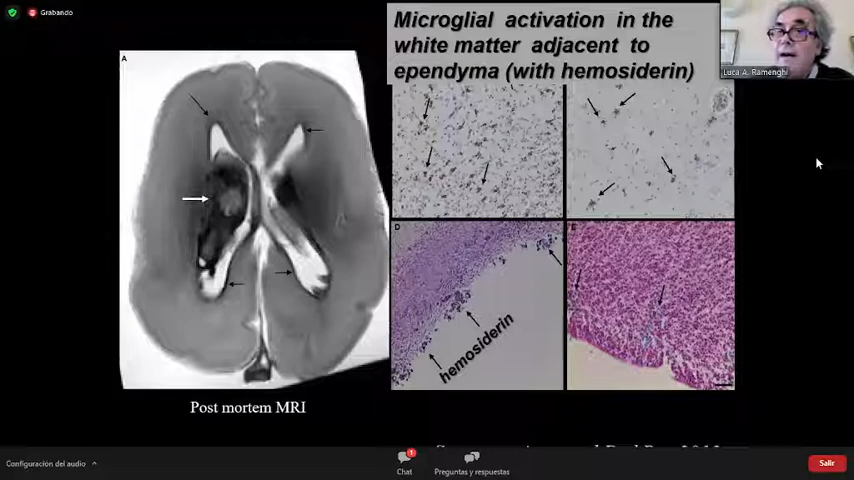 Grabando
Microglial activation in the
white matter adjacent to
ependyma (with hemosiderin)
Luca A. Ramenghi
A
D
E
hemosiderin
Post mortem MRI
Configuración del audio
1
Chat
Preguntas y respuestas
Salir